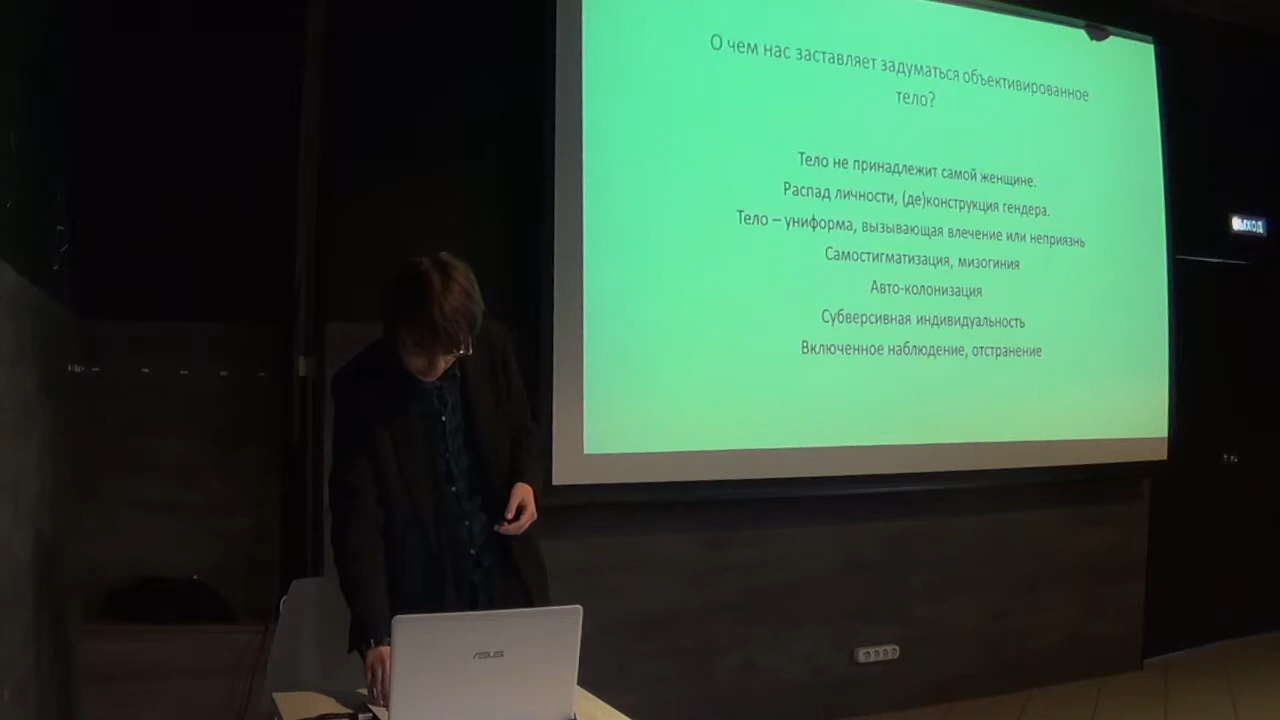 О чем нас заставляет задуматься объективированное
тело?
Тело не принадлежит самой женщине.
Распад личности, (де)конструкция гендера.
Тело – униформа, вызывающая влечение или неприязнь
Самостигматизация, мизогиния
Авто-колонизация
Субверсивная индивидуальность
Включенное наблюдение, отстранение
ВЫХОД
ASUS